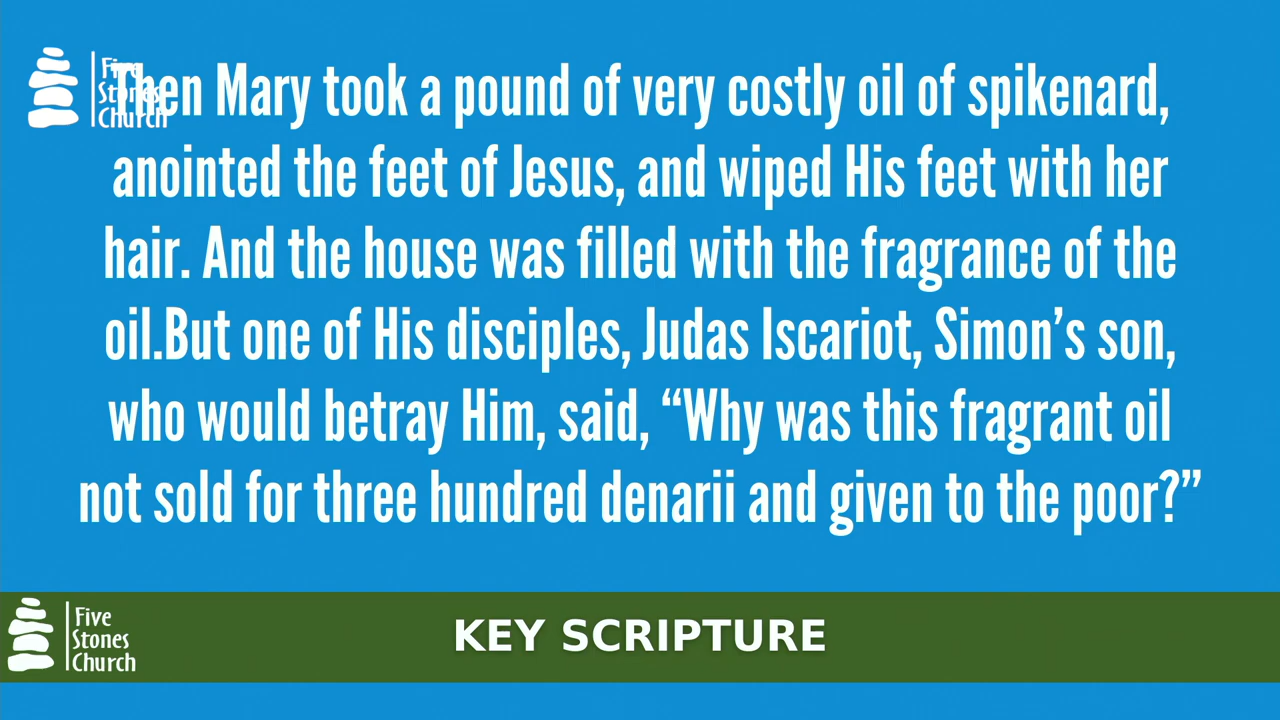 Five
Stones
Church
Then Mary took a pound of very costly oil of spikenard,
anointed the feet of Jesus, and wiped His feet with her
hair. And the house was filled with the fragrance of the
oil.But one of His disciples, Judas Iscariot, Simon’s son,
who would betray Him, said, “Why was this fragrant oil
not sold for three hundred denarii and given to the poor?”
Five
Stones
Church
KEY SCRIPTURE